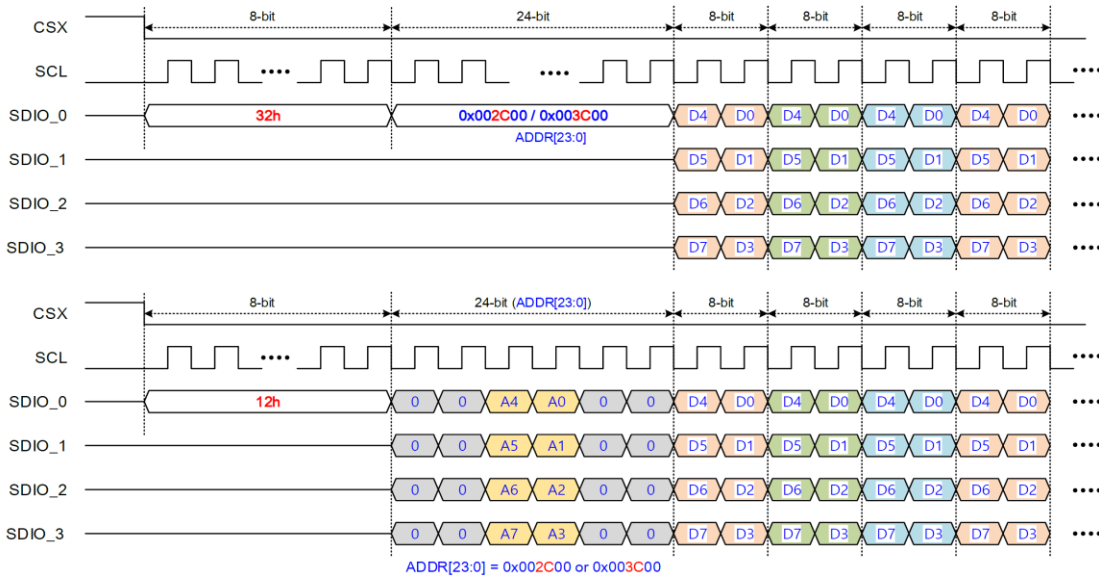 8-bit 24-bit 8-bit 8-bit 8-bit 8-bit
CSX
SCL
SDIO_0 32h 0x002C00 / 0x003C00 D4 D0 D4 D0 D4 D0 D4 D0
ADDR[23:0]
SDIO_1 D5 D1 D5 D1 D5 D1 D5 D1
SDIO_2 D6 D2 D6 D2 D6 D2 D6 D2
SDIO_3 D7 D3 D7 D3 D7 D3 D7 D3
8-bit 24-bit (ADDR[23:0]) 8-bit 8-bit 8-bit 8-bit
CSX
SCL
SDIO_0 12h 0 0 A4 A0 0 0 D4 D0 D4 D0 D4 D0 D4 D0
SDIO_1 0 0 A5 A1 0 0 D5 D1 D5 D1 D5 D1 D5 D1
SDIO_2 0 0 A6 A2 0 0 D6 D2 D6 D2 D6 D2 D6 D2
SDIO_3 0 0 A7 A3 0 0 D7 D3 D7 D3 D7 D3 D7 D3
ADDR[23:0] = 0x002C00 or 0x003C00